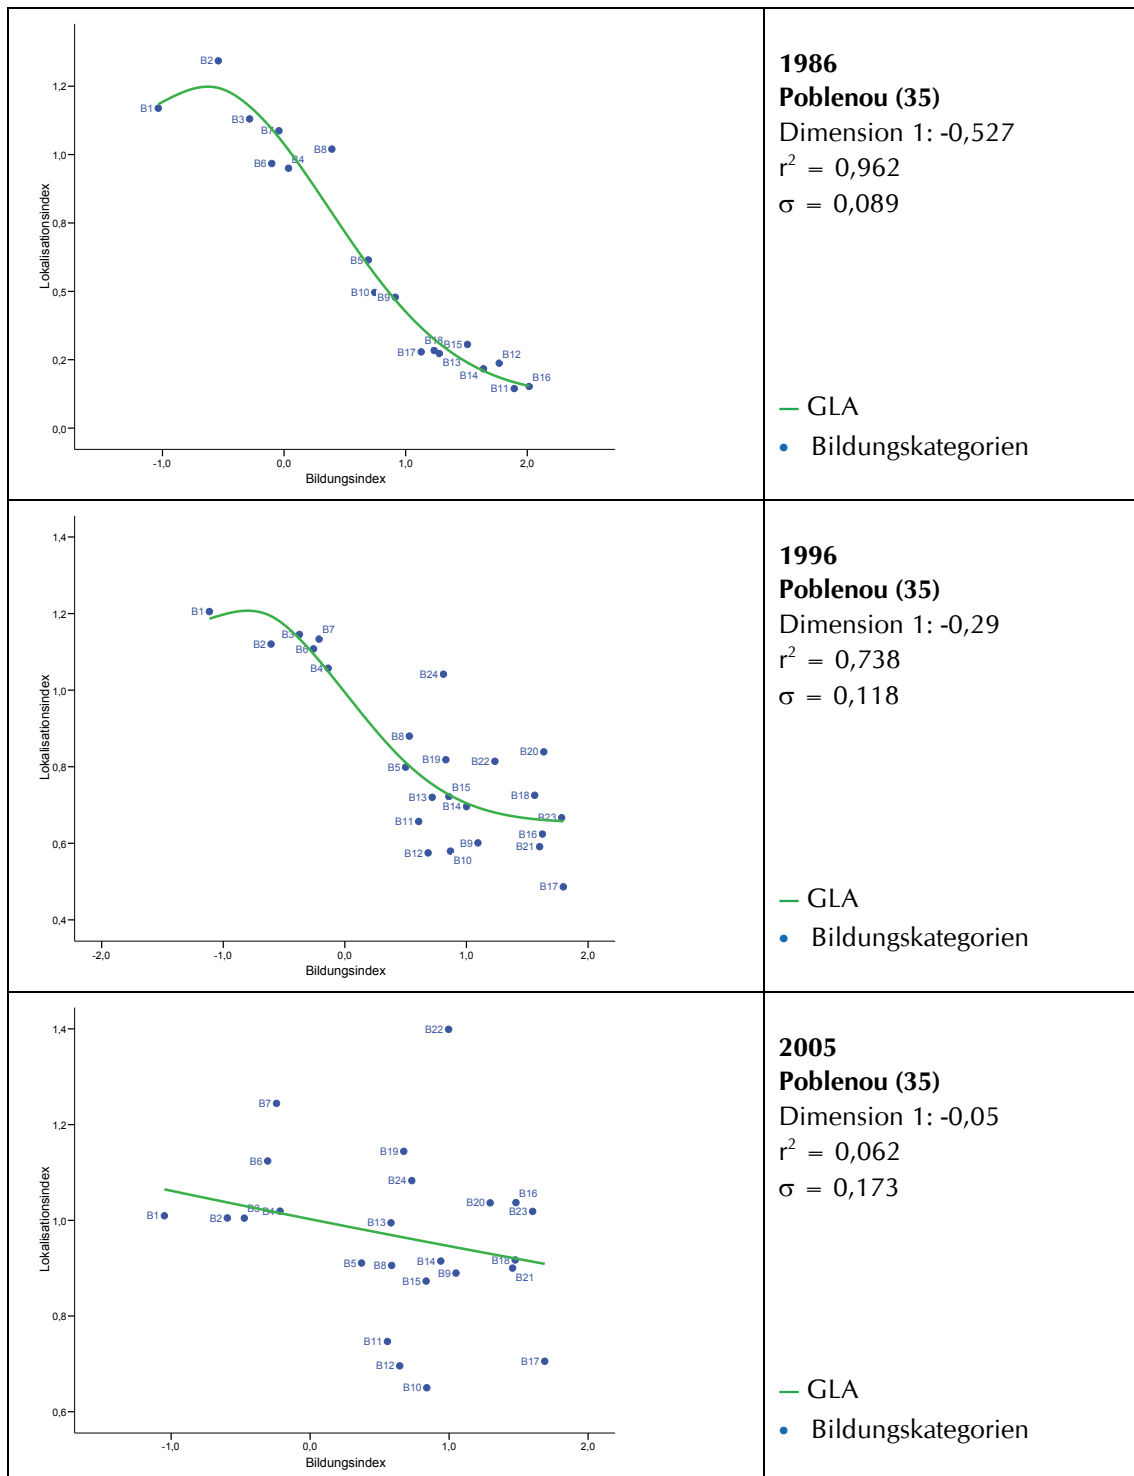 1,2
1,0
0,8
0,5
0,2
0,0
Lokalisationsindex
B1
B2
B3
B7
B6
B4
B8
B5
B10
B9
B17
B18
B15
B13
B14
B12
B11
B16
-1,0 0,0 1,0 2,0
Bildungsindex
1986
Poblenou (35)
Dimension 1: -0,527
r² = 0,962
σ = 0,089
GLA
Bildungskategorien
1,4
1,2
1,0
0,8
0,6
0,4
Lokalisationsindex
B1
B2
B3
B7
B6
B4
B24
B8
B5
B19
B22
B20
B13
B15
B14
B18
B11
B23
B12
B10
B9
B16
B21
B17
-2,0 -1,0 0,0 1,0 2,0
Bildungsindex
1996
Poblenou (35)
Dimension 1: -0,29
r² = 0,738
σ = 0,118
GLA
Bildungskategorien
1,4
1,2
1,0
0,8
0,6
Lokalisationsindex
B22
B7
B6
B19
B24
B1
B2
B3
B4
B13
B20
B16
B23
B5
B8
B14
B15
B9
B18
B21
B11
B12
B10
B17
-1,0 0,0 1,0 2,0
Bildungsindex
2005
Poblenou (35)
Dimension 1: -0,05
r² = 0,062
σ = 0,173
GLA
Bildungskategorien